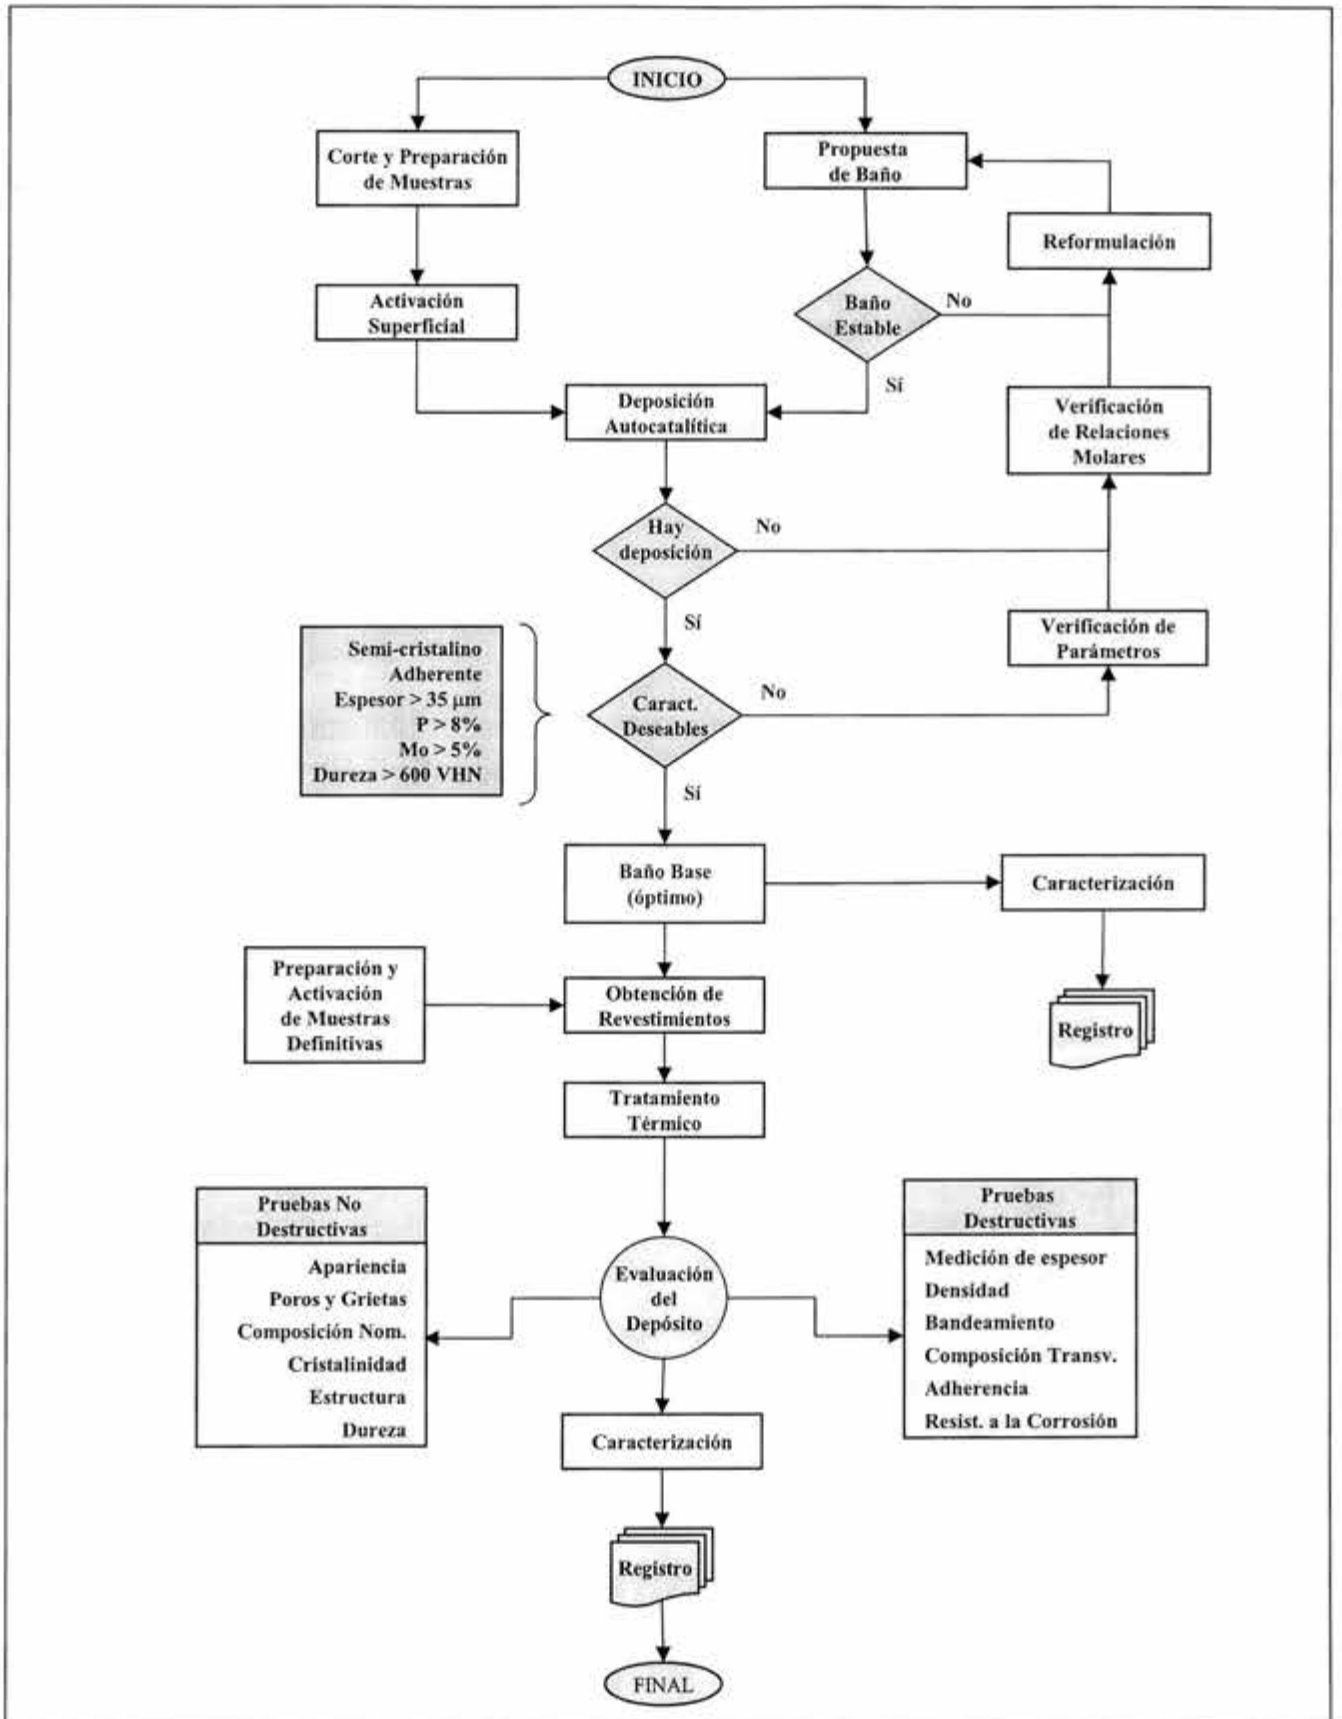 INICIO
Corte y Preparación
de Muestras
Propuesta
de Baño
Reformulación
Activación
Superficial
Baño
Estable
No
Sí
Deposición
Autocatalítica
Verificación
de Relaciones
Molares
Hay
deposición
No
Sí
Verificación de
Parámetros
Semi-cristalino
Adherente
Espesor > 35 µm
P > 8%
Mo > 5%
Dureza > 600 VHN
Caract.
Deseables
No
Sí
Baño Base
(óptimo)
Caracterización
Preparación y
Activación
de Muestras
Definitivas
Obtención de
Revestimientos
Registro
Tratamiento
Térmico
Pruebas No
Destructivas
Apariencia
Poros y Grietas
Composición Nom.
Cristalinidad
Estructura
Dureza
Evaluación
del
Depósito
Pruebas
Destructivas
Medición de espesor
Densidad
Bandeamiento
Composición Transv.
Adherencia
Resist. a la Corrosión
Caracterización
Registro
FINAL